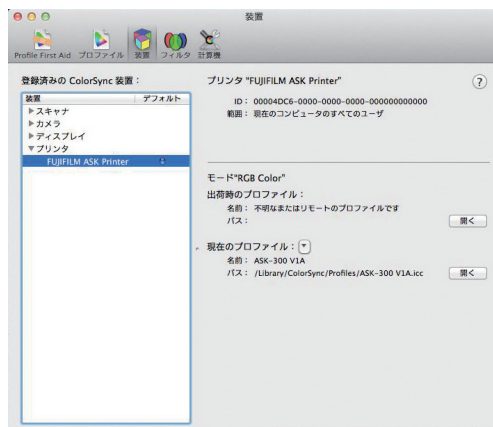 装置
Profile First Aid プロファイル 装置 フィルタ 計算機
登録済みの ColorSync 装置：
装置 デフォルト
スキャナ
カメラ
ディスプレイ
プリンタ
FUJIFILM ASK Printer
プリンタ "FUJIFILM ASK Printer"
?
ID： 00004DC6-0000-0000-0000-000000000000
範囲： 現在のコンピュータのすべてのユーザ
モード"RGB Color"
出荷時のプロファイル：
名前： 不明なまたはリモートのプロファイルです
パス： 開く
現在のプロファイル：
名前： ASK-300 V1A
パス： /Library/ColorSync/Profiles/ASK-300 V1A.icc 開く